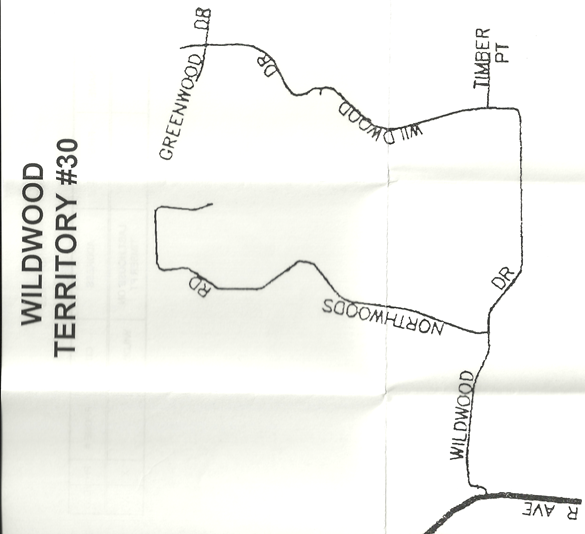 WILDWOOD
TERRITORY #30
GREENWOOD DR
WILDWOOD DR
TIMBER
PT
NORTHWOODS RD
WILDWOOD DR
R AVE